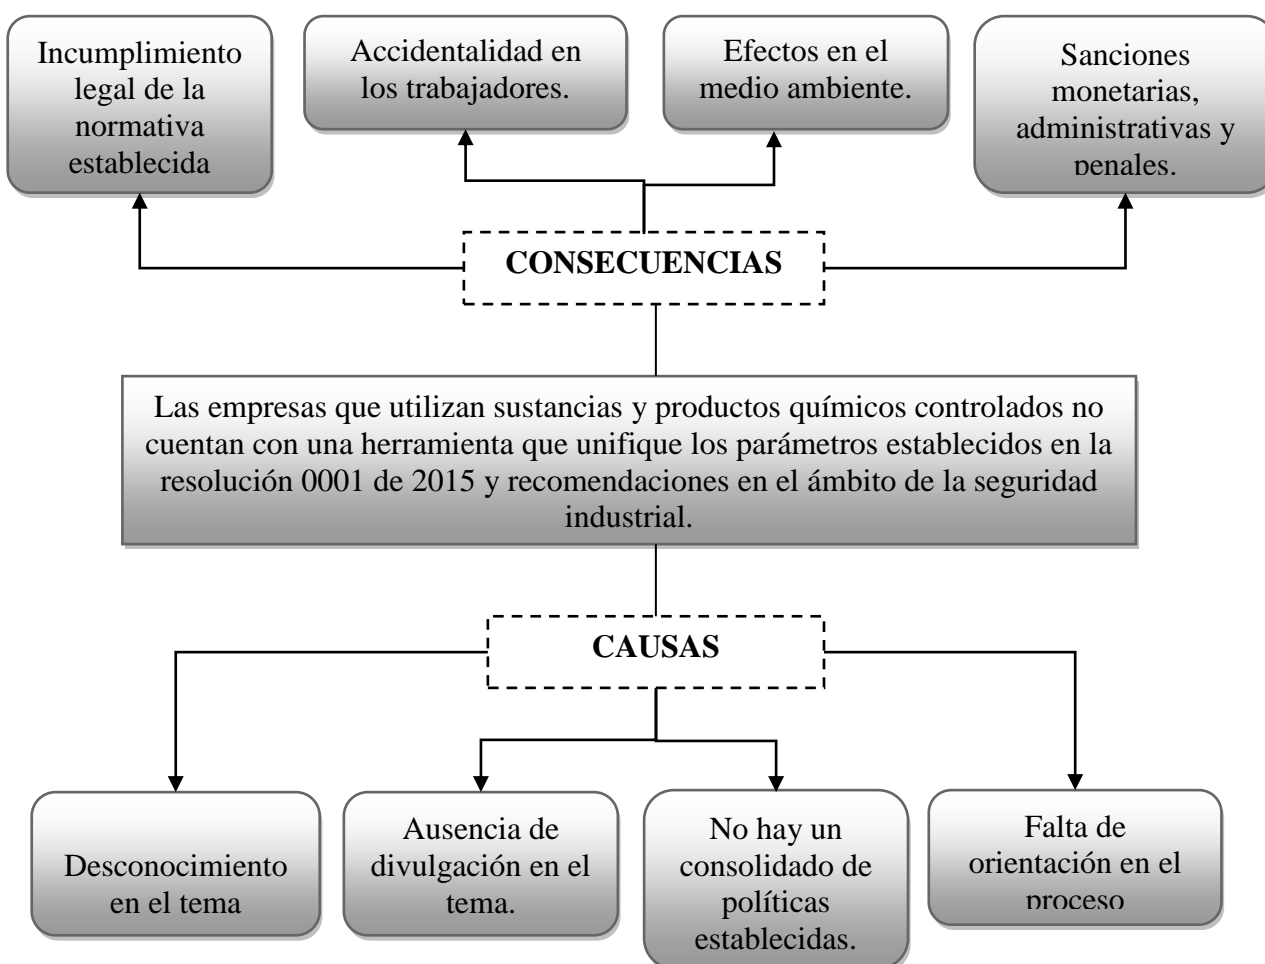 Incumplimiento
legal de la
normativa
establecida
Accidentalidad en
los trabajadores.
Efectos en el
medio ambiente.
Sanciones
monetarias,
administrativas y
penales.
CONSECUENCIAS
Las empresas que utilizan sustancias y productos químicos controlados no
cuentan con una herramienta que unifique los parámetros establecidos en la
resolución 0001 de 2015 y recomendaciones en el ámbito de la seguridad
industrial.
CAUSAS
Desconocimiento
en el tema
Ausencia de
divulgación en el
tema.
No hay un
consolidado de
políticas
establecidas.
Falta de
orientación en el
proceso